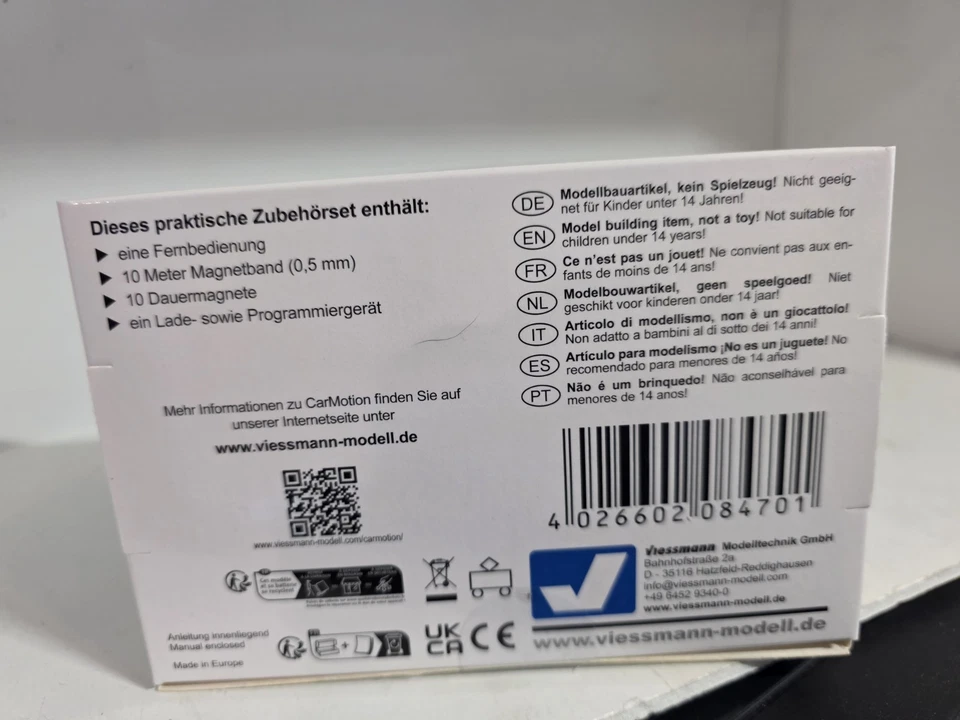 Dieses praktische Zubehörset enthält:
eine Fernbedienung
10 Meter Magnetband (0,5 mm)
10 Dauermagnete
ein Lade- sowie Programmiergerät
Mehr Informationen zu CarMotion finden Sie auf
unserer Internetseite unter
www.viessmann-modell.de
www.viessmann-modell.com/carmotion/
Anleitung innenliegend
Manual enclosed
Made in Europe
DE Modellbauartikel, kein Spielzeug! Nicht geeig-
net für Kinder unter 14 Jahren!
EN Model building item, not a toy! Not suitable for
children under 14 years!
FR Ce n'est pas un jouet! Ne convient pas aux en-
fants de moins de 14 ans!
NL Modelbouwartikel, geen speelgoed! Niet
geschikt voor kinderen onder 14 jaar!
IT Articolo di modellismo, non è un giocattolo!
Non adatto a bambini al di sotto dei 14 anni!
ES Artículo para modelismo ¡No es un juguete! No
recomendado para menores de 14 años!
PT Não é um brinquedo! Não aconselhável para
menores de 14 anos!
4 026602 084701
UK
CA CE
Viessmann Modelltechnik GmbH
Bahnhofstraße 2a
D - 35116 Hatzfeld-Reddighausen
info@viessmann-modell.com
+49 6452 9340-0
www.viessmann-modell.de
www.viessmann-modell.de